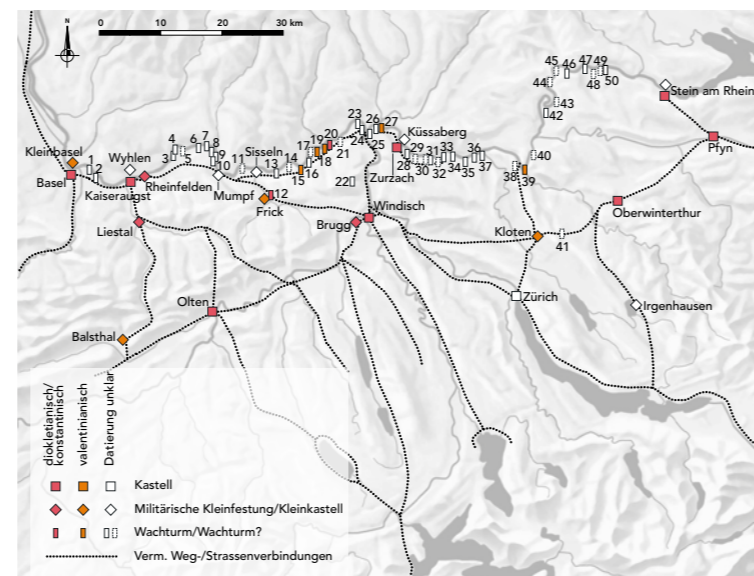 N
0 10 20 30 km
45 46 47 49
44 48 50
43
42
Stein am Rhein
Pfyn
23 26 27
Küssaberg
24 25
20
19
17
21
18
16
14
15
Sisseln
13
11
4 6 7 8
3 5 9
10
Kleinbasel
1
2
Wyhlen
Basel
Kaiseraugst
Rheinfelden
Mumpf
12
Frick
22
Zurzach
28 29 30 31 32 33 34 35 36 37
38
39
40
Windisch
Brugg
Liestal
Oberwinterthur
Kloten
41
Olten
Zürich
Irgenhausen
Balsthal
diokletianisch/
konstantinisch
valentinianisch
Datierung unklar
Kastell
Militärische Kleinfestung/Kleinkastell
Wachturm/Wachturm?
Verm. Weg-/Strassenverbindungen